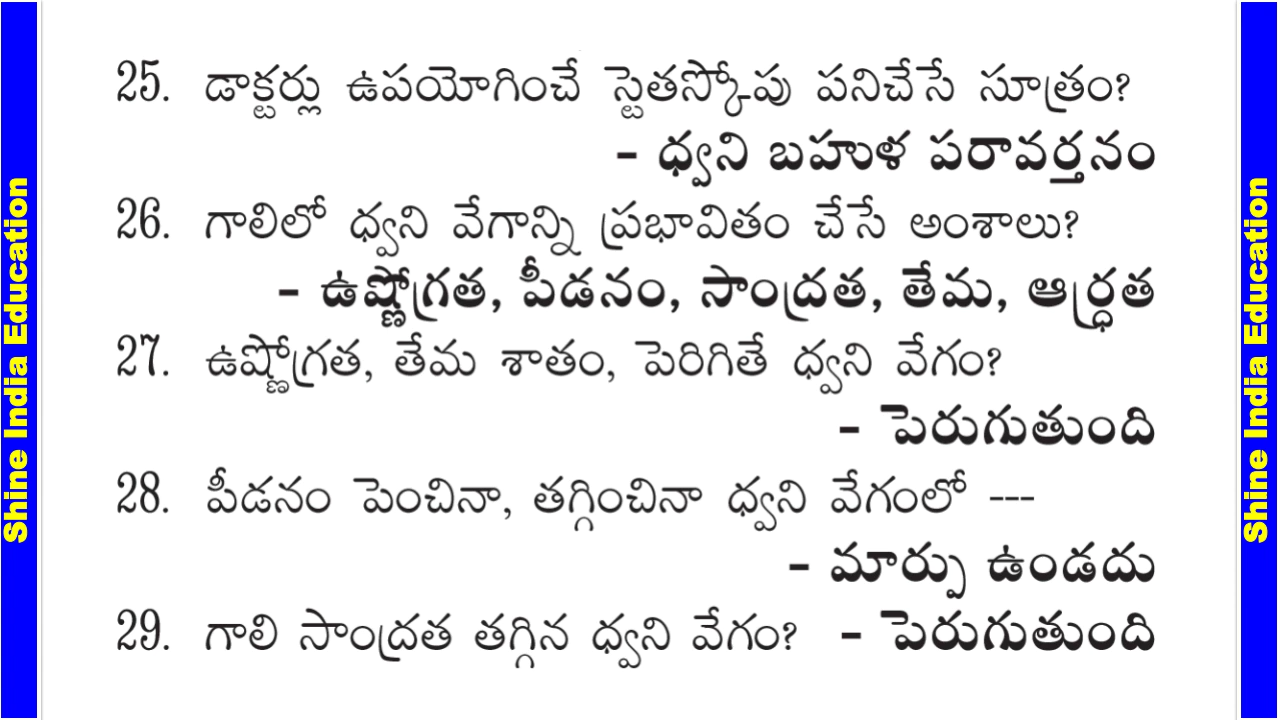 Shine India Education
25. డాక్టర్లు ఉపయోగించే స్టెతస్కోపు పనిచేసే సూత్రం?
- ధ్వని బహుళ పరావర్తనం
26. గాలిలో ధ్వని వేగాన్ని ప్రభావితం చేసే అంశాలు?
- ఉష్ణోగ్రత, పీడనం, సాంద్రత, తేమ, ఆర్ధ్రత
27. ఉష్ణోగ్రత, తేమ శాతం, పెరిగితే ధ్వని వేగం?
- పెరుగుతుంది
28. పీడనం పెంచినా, తగ్గించినా ధ్వని వేగంలో ---
- మార్పు ఉండదు
29. గాలి సాంద్రత తగ్గిన ధ్వని వేగం? - పెరుగుతుంది
Shine India Education